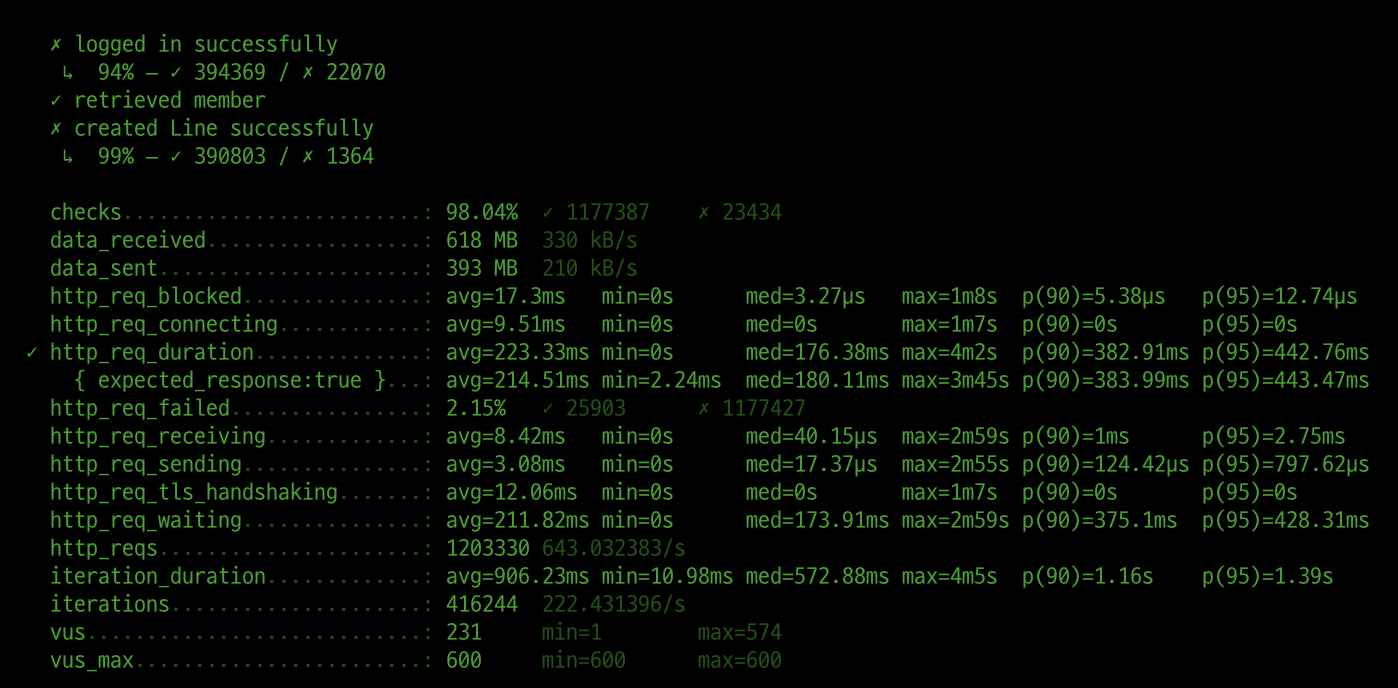 ✗ logged in successfully
↳  94% — ✓ 394369 / ✗ 22070
✓ retrieved member
✗ created Line successfully
↳  99% — ✓ 390803 / ✗ 1364
checks.........................: 98.04%  ✓ 1177387    ✗ 23434
data_received..................: 618 MB  330 kB/s
data_sent......................: 393 MB  210 kB/s
http_req_blocked...............: avg=17.3ms   min=0s      med=3.27µs   max=1m8s  p(90)=5.38µs   p(95)=12.74µs
http_req_connecting............: avg=9.51ms   min=0s      med=0s       max=1m7s  p(90)=0s       p(95)=0s
✓ http_req_duration..............: avg=223.33ms min=0s      med=176.38ms max=4m2s  p(90)=382.91ms p(95)=442.76ms
{ expected_response:true }...: avg=214.51ms min=2.24ms  med=180.11ms max=3m45s p(90)=383.99ms p(95)=443.47ms
http_req_failed................: 2.15%   ✓ 25903      ✗ 1177427
http_req_receiving.............: avg=8.42ms   min=0s      med=40.15µs  max=2m59s p(90)=1ms      p(95)=2.75ms
http_req_sending...............: avg=3.08ms   min=0s      med=17.37µs  max=2m55s p(90)=124.42µs p(95)=797.62µs
http_req_tls_handshaking.......: avg=12.06ms  min=0s      med=0s       max=1m7s  p(90)=0s       p(95)=0s
http_req_waiting...............: avg=211.82ms min=0s      med=173.91ms max=2m59s p(90)=375.1ms  p(95)=428.31ms
http_reqs......................: 1203330 643.032383/s
iteration_duration.............: avg=906.23ms min=10.98ms med=572.88ms max=4m5s  p(90)=1.16s    p(95)=1.39s
iterations.....................: 416244  222.431396/s
vus............................: 231     min=1        max=574
vus_max........................: 600     min=600      max=600